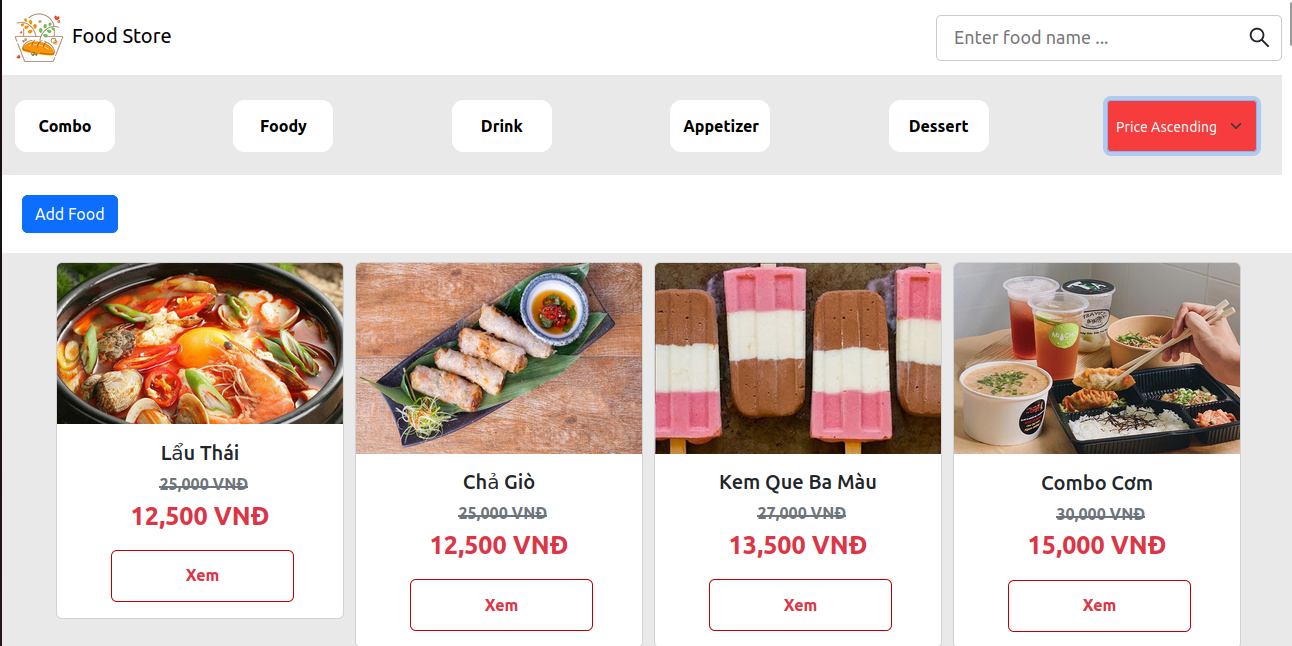 Food Store
Enter food name ...
Combo
Foody
Drink
Appetizer
Dessert
Price Ascending
Add Food
Lẩu Thái
25,000 VNĐ
12,500 VNĐ
Xem
Chả Giò
25,000 VNĐ
12,500 VNĐ
Xem
Kem Que Ba Màu
27,000 VNĐ
13,500 VNĐ
Xem
Combo Cơm
30,000 VNĐ
15,000 VNĐ
Xem